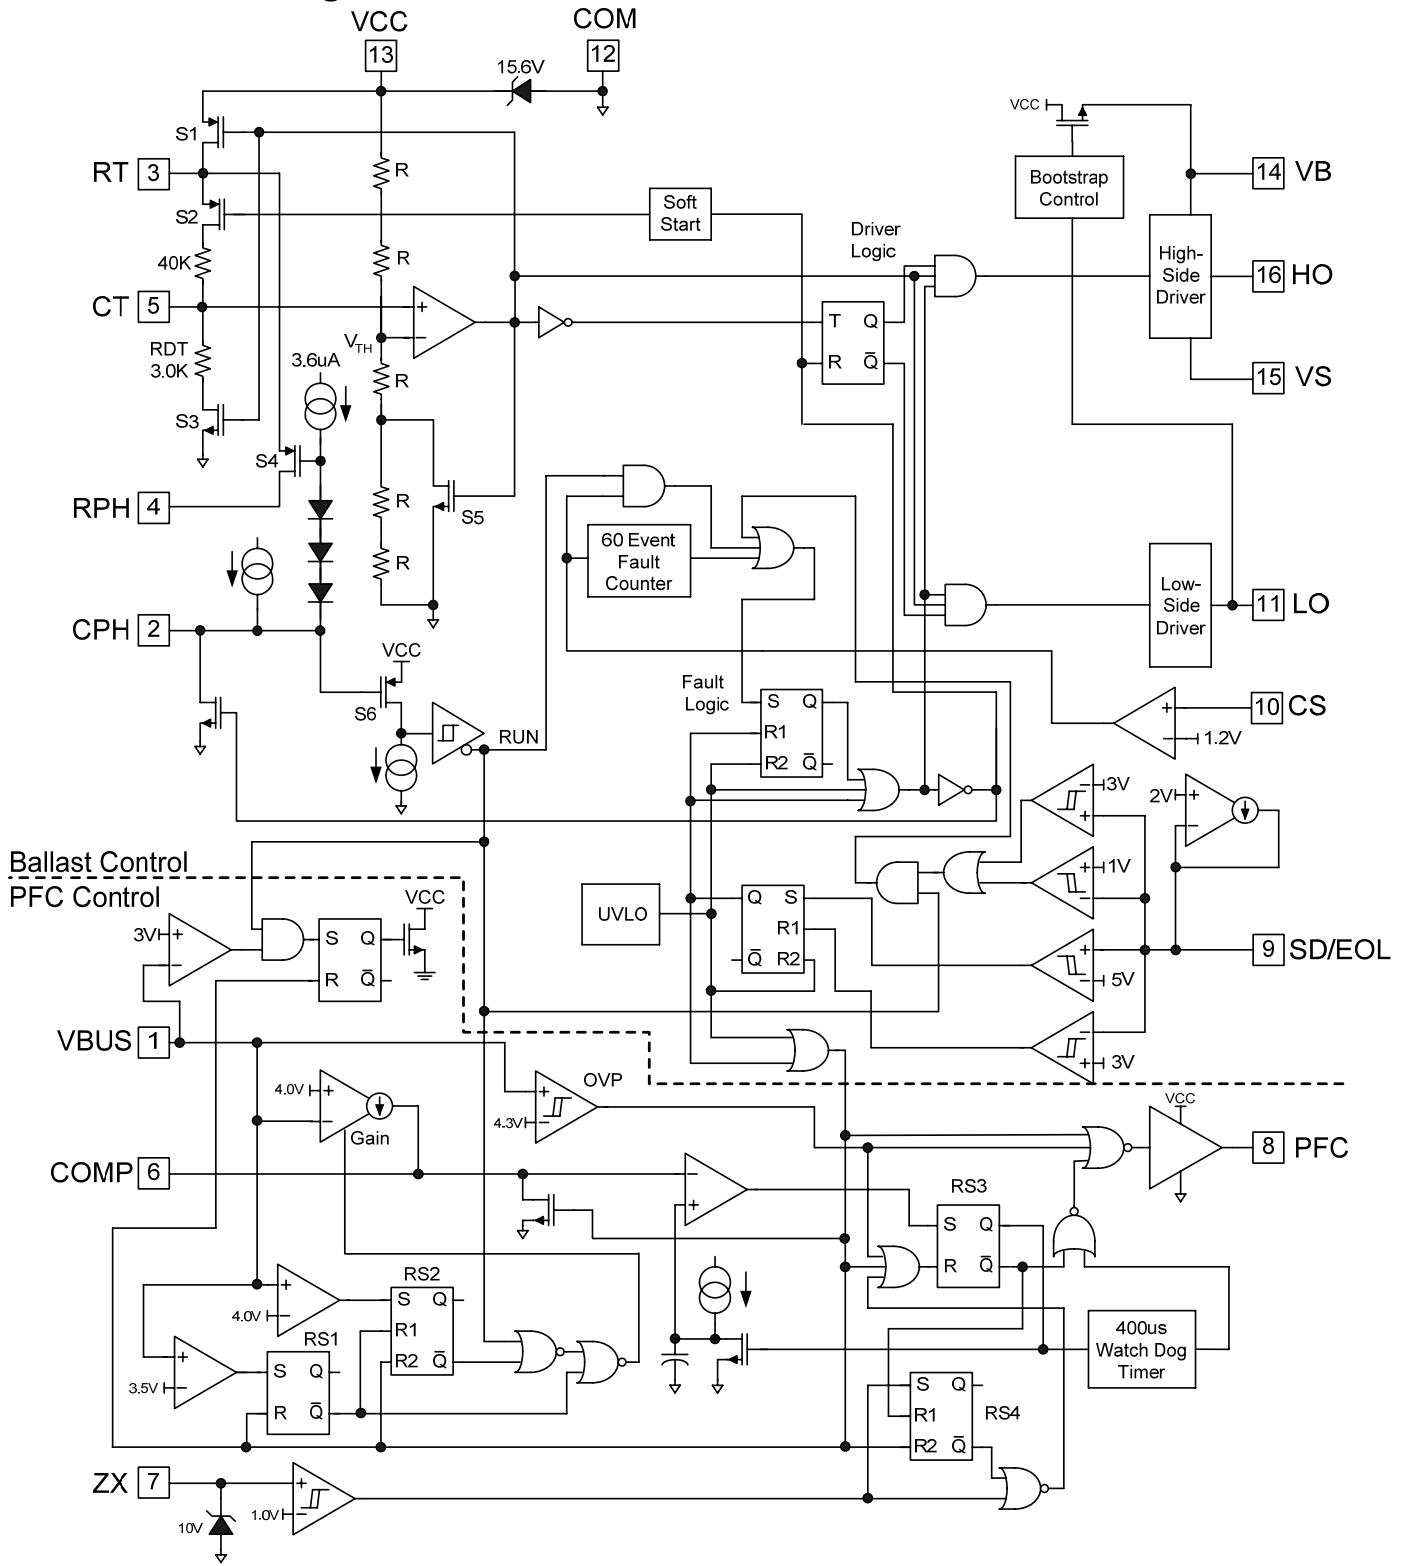 VCC
COM
13
12
15.6V
VCC
S1
RT 3
R
Bootstrap
Control
14 VB
S2
Soft
Start
Driver
Logic
40K
R
High-
Side
Driver
16 HO
CT 5
+
T Q
VTH
−
RDT
3.0K
3.6uA
R
R Q̅
15 VS
S3
S4
RPH 4
R
S5
60 Event
Fault
Counter
R
Low-
Side
Driver
11 LO
CPH 2
VCC
Fault
Logic
S6
S Q
+
10 CS
RUN
R1
−
1.2V
R2 Q̅
−
3V
2V
+
+
−
Ballast Control
PFC Control
+
1V
−
VCC
UVLO
Q S
3V
+
S Q
R1
−
R Q̅
Q̅ R2
+
9 SD/EOL
−
5V
VBUS 1
−
+
3V
OVP
4.0V
+
+
−
4.3V
−
Gain
VCC
8 PFC
COMP 6
−
+
RS3
S Q
R Q̅
+
RS2
4.0V
−
S Q
RS1
R1
400us
Watch Dog
Timer
+
S Q
R2 Q̅
3.5V
−
R Q̅
S Q
R1
RS4
R2 Q̅
ZX 7
+
10V
1.0V
−